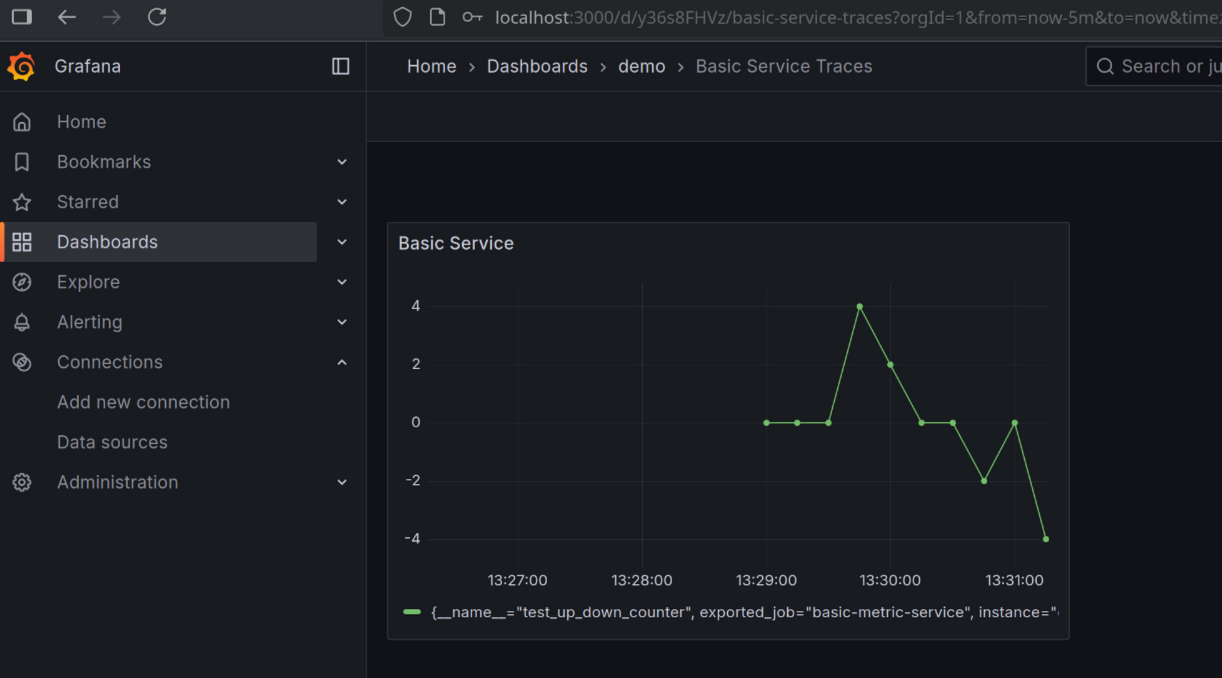 localhost:3000/d/y36s8FHVz/basic-service-traces?orgId=1&from=now-5m&to=now&time
Grafana
Home › Dashboards › demo › Basic Service Traces
Search or ju
Home
Bookmarks
Starred
Dashboards
Explore
Alerting
Connections
Add new connection
Data sources
Administration
Basic Service
4
2
0
-2
-4
13:27:00 13:28:00 13:29:00 13:30:00 13:31:00
{__name__="test_up_down_counter", exported_job="basic-metric-service", instance="